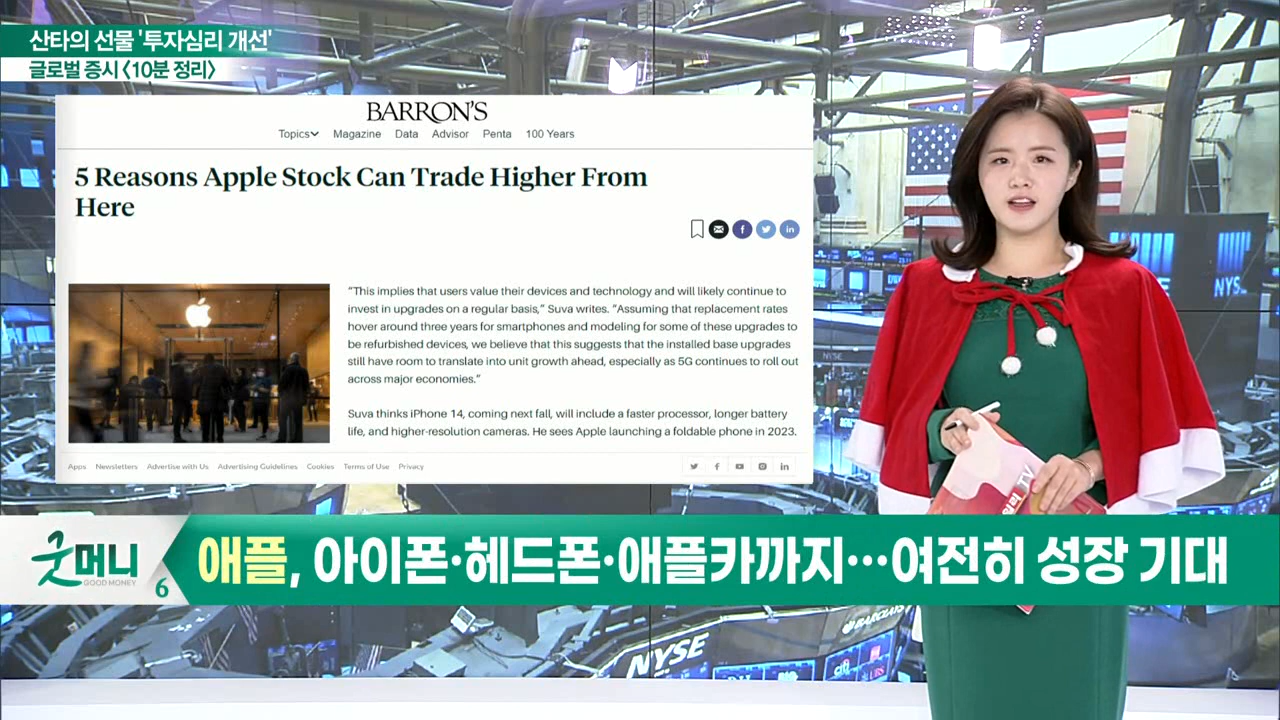 산타의 선물 '투자심리 개선'
글로벌 증시 <10분 정리>
BARRON'S
Topics Magazine Data Advisor Penta 100 Years
5 Reasons Apple Stock Can Trade Higher From
Here
"This implies that users value their devices and technology and will likely continue to
invest in upgrades on a regular basis," Suva writes. "Assuming that replacement rates
hover around three years for smartphones and modeling for some of these upgrades to
be refurbished devices, we believe that this suggests that the installed base upgrades
still have room to translate into unit growth ahead, especially as 5G continues to roll out
across major economies."
Suva thinks iPhone 14, coming next fall, will include a faster processor, longer battery
life, and higher-resolution cameras. He sees Apple launching a foldable phone in 2023.
Apps Newsletters Advertise with Us Advertising Guidelines Cookies Terms of Use Privacy
NYS
NYSE
TV
굿머니
GOOD MONEY
6
애플, 아이폰·헤드폰·애플카까지…여전히 성장 기대
BARCLAYS
NYSE
citi
UBS